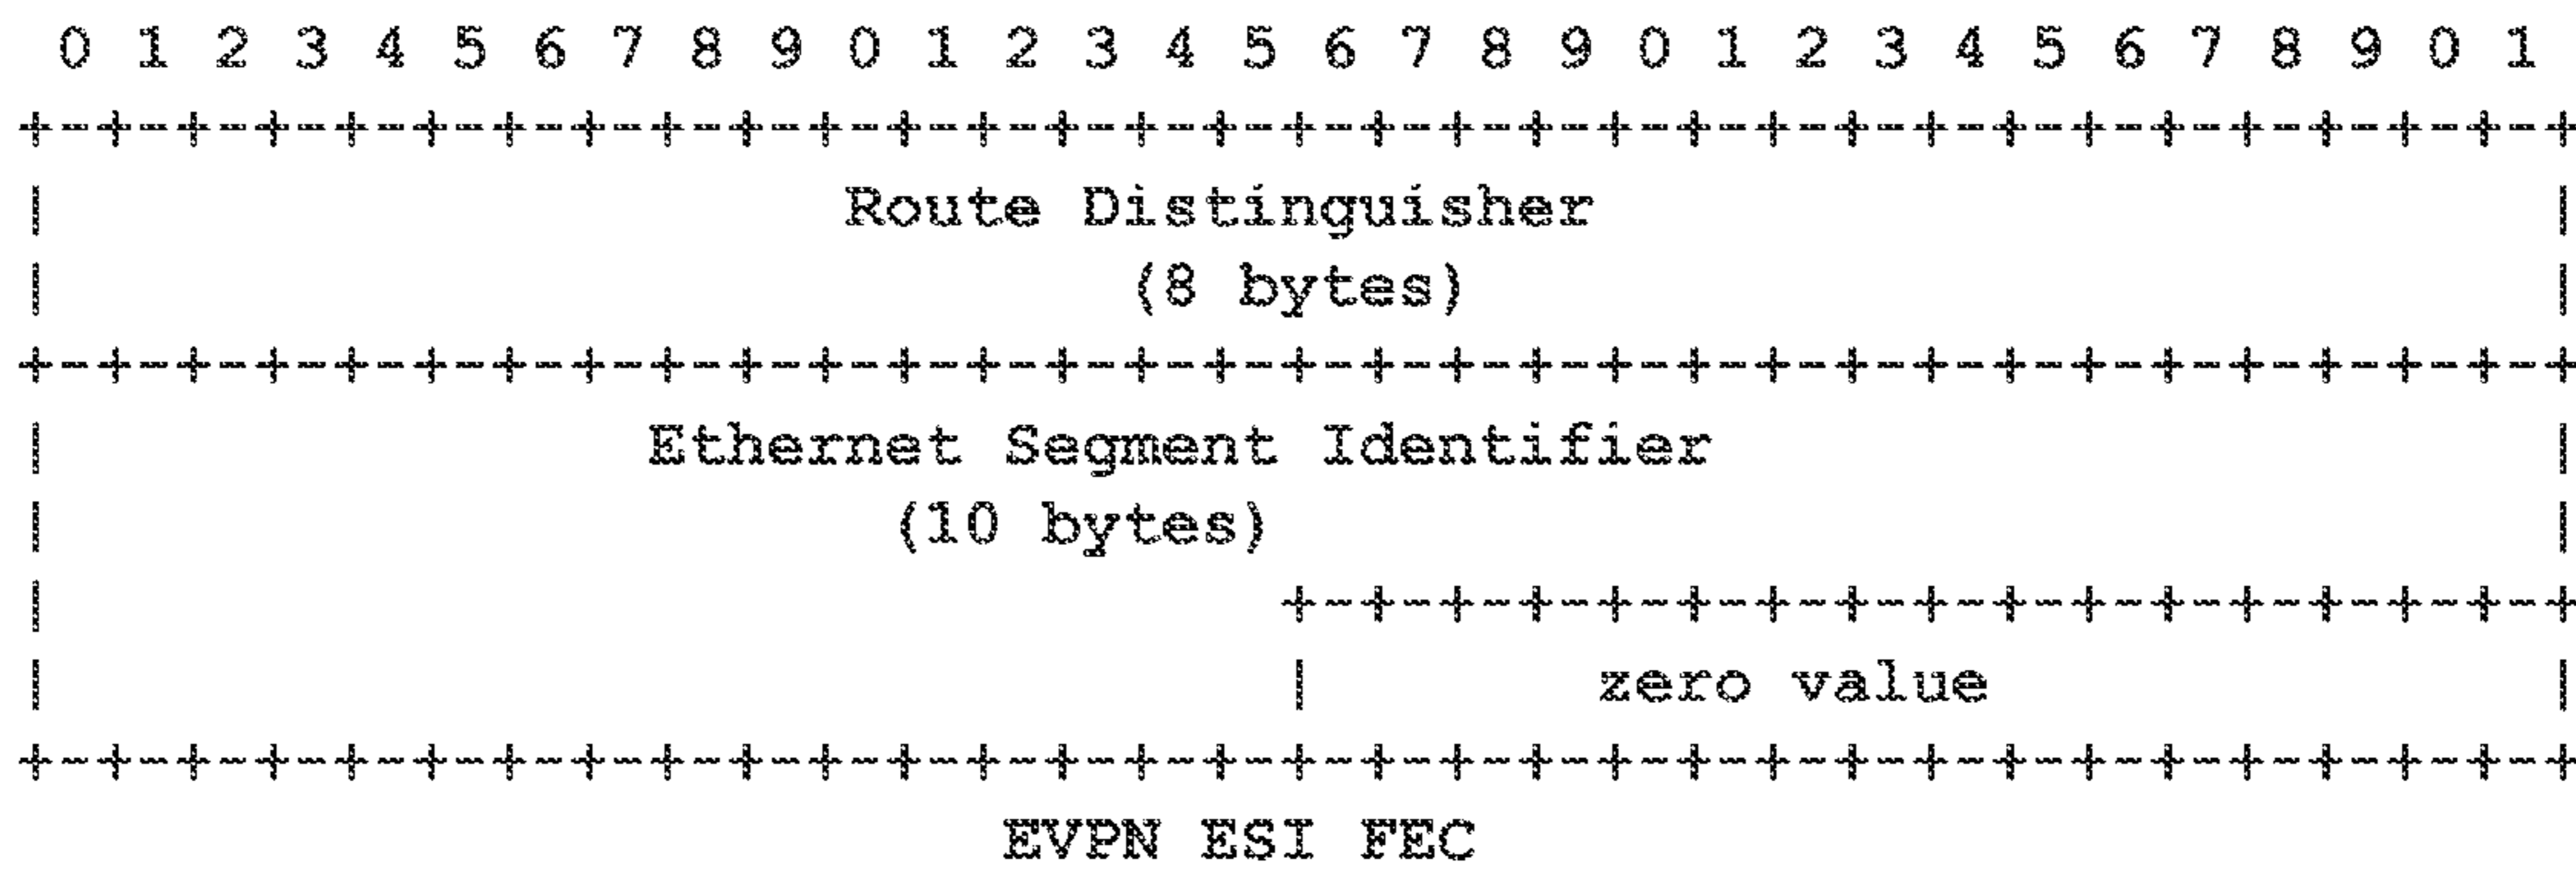 0 1 2 3 4 5 6 7 8 9 0 1 2 3 4 5 6 7 8 9 0 1 2 3 4 5 6 7 8 9 0 1
+-+-+-+-+-+-+-+-+-+-+-+-+-+-+-+-+-+-+-+-+-+-+-+-+-+-+-+-+-+-+-+-+
|                    Route Distinguisher                        |
|                           (8 bytes)                           |
+-+-+-+-+-+-+-+-+-+-+-+-+-+-+-+-+-+-+-+-+-+-+-+-+-+-+-+-+-+-+-+-+
|               Ethernet Segment Identifier                     |
|                     (10 bytes)                                |
|                               +-+-+-+-+-+-+-+-+-+-+-+-+-+-+-+-+
|                               |       zero value              |
+-+-+-+-+-+-+-+-+-+-+-+-+-+-+-+-+-+-+-+-+-+-+-+-+-+-+-+-+-+-+-+-+
                         EVPN ESI FEC